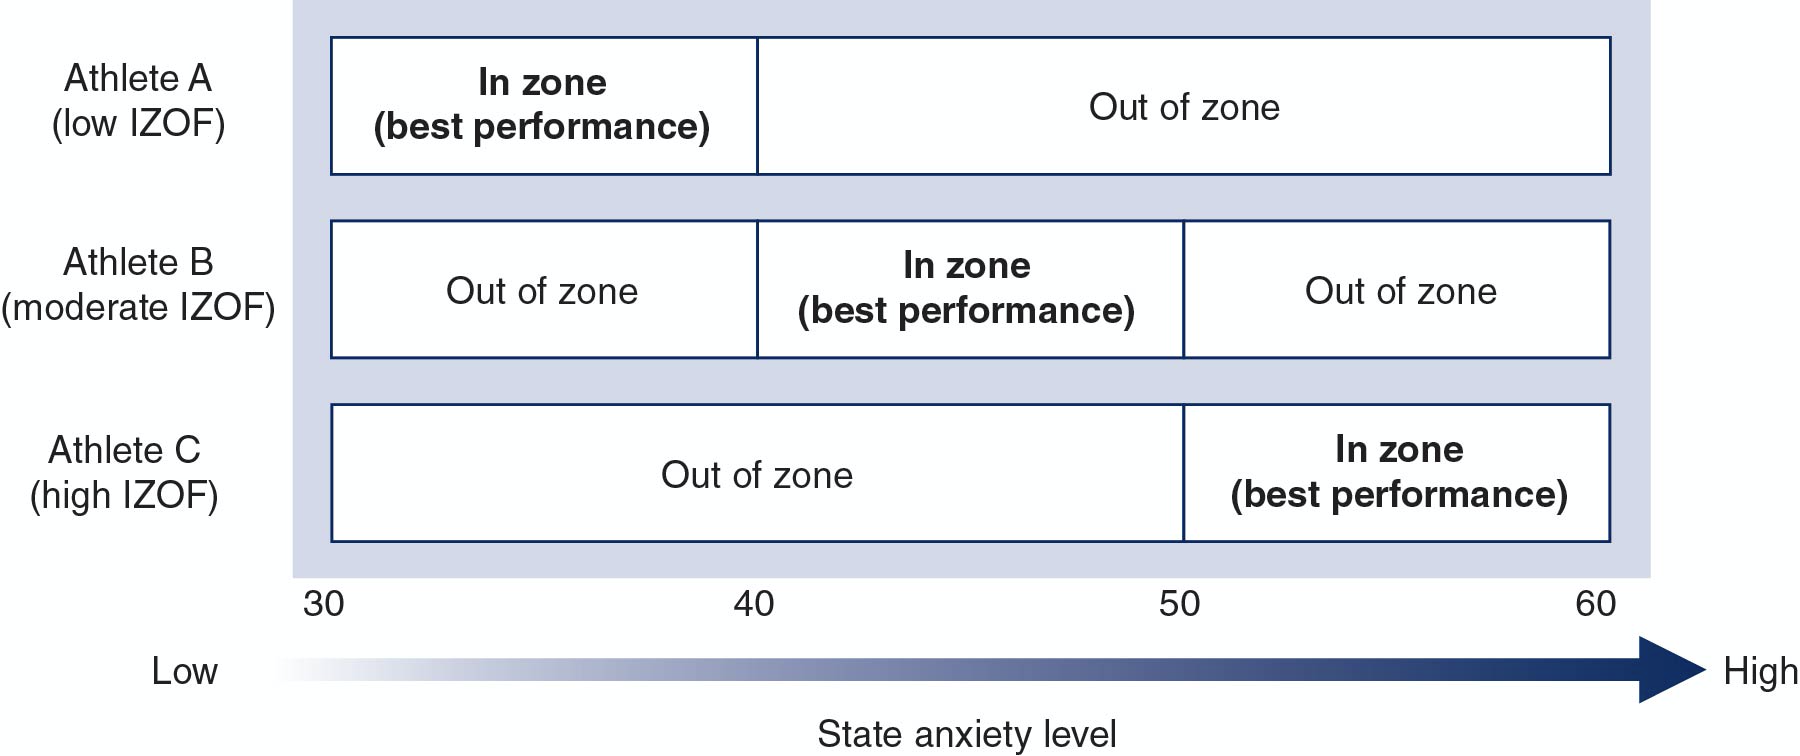 Athlete A
(low IZOF)
In zone
(best performance)
Out of zone
Athlete B
(moderate IZOF)
Out of zone
In zone
(best performance)
Out of zone
Athlete C
(high IZOF)
Out of zone
In zone
(best performance)
30 40 50 60
Low High
State anxiety level